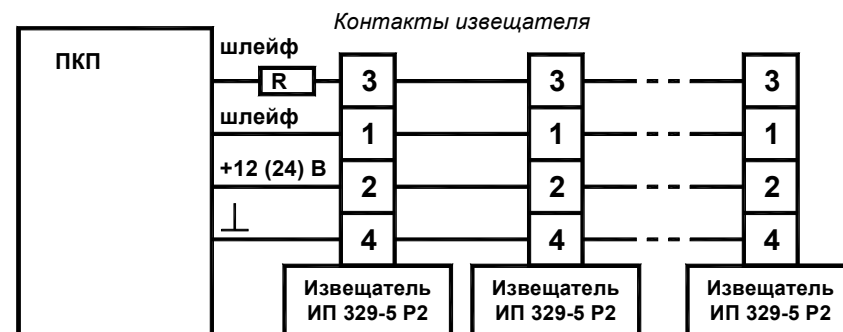 Контакты извещателя
ПКП
шлейф
R 3 3 3
шлейф
1 1 1
+12 (24) В
2 2 2
4 4 4
Извещатель Извещатель Извещатель
ИП 329-5 Р2 ИП 329-5 Р2 ИП 329-5 Р2